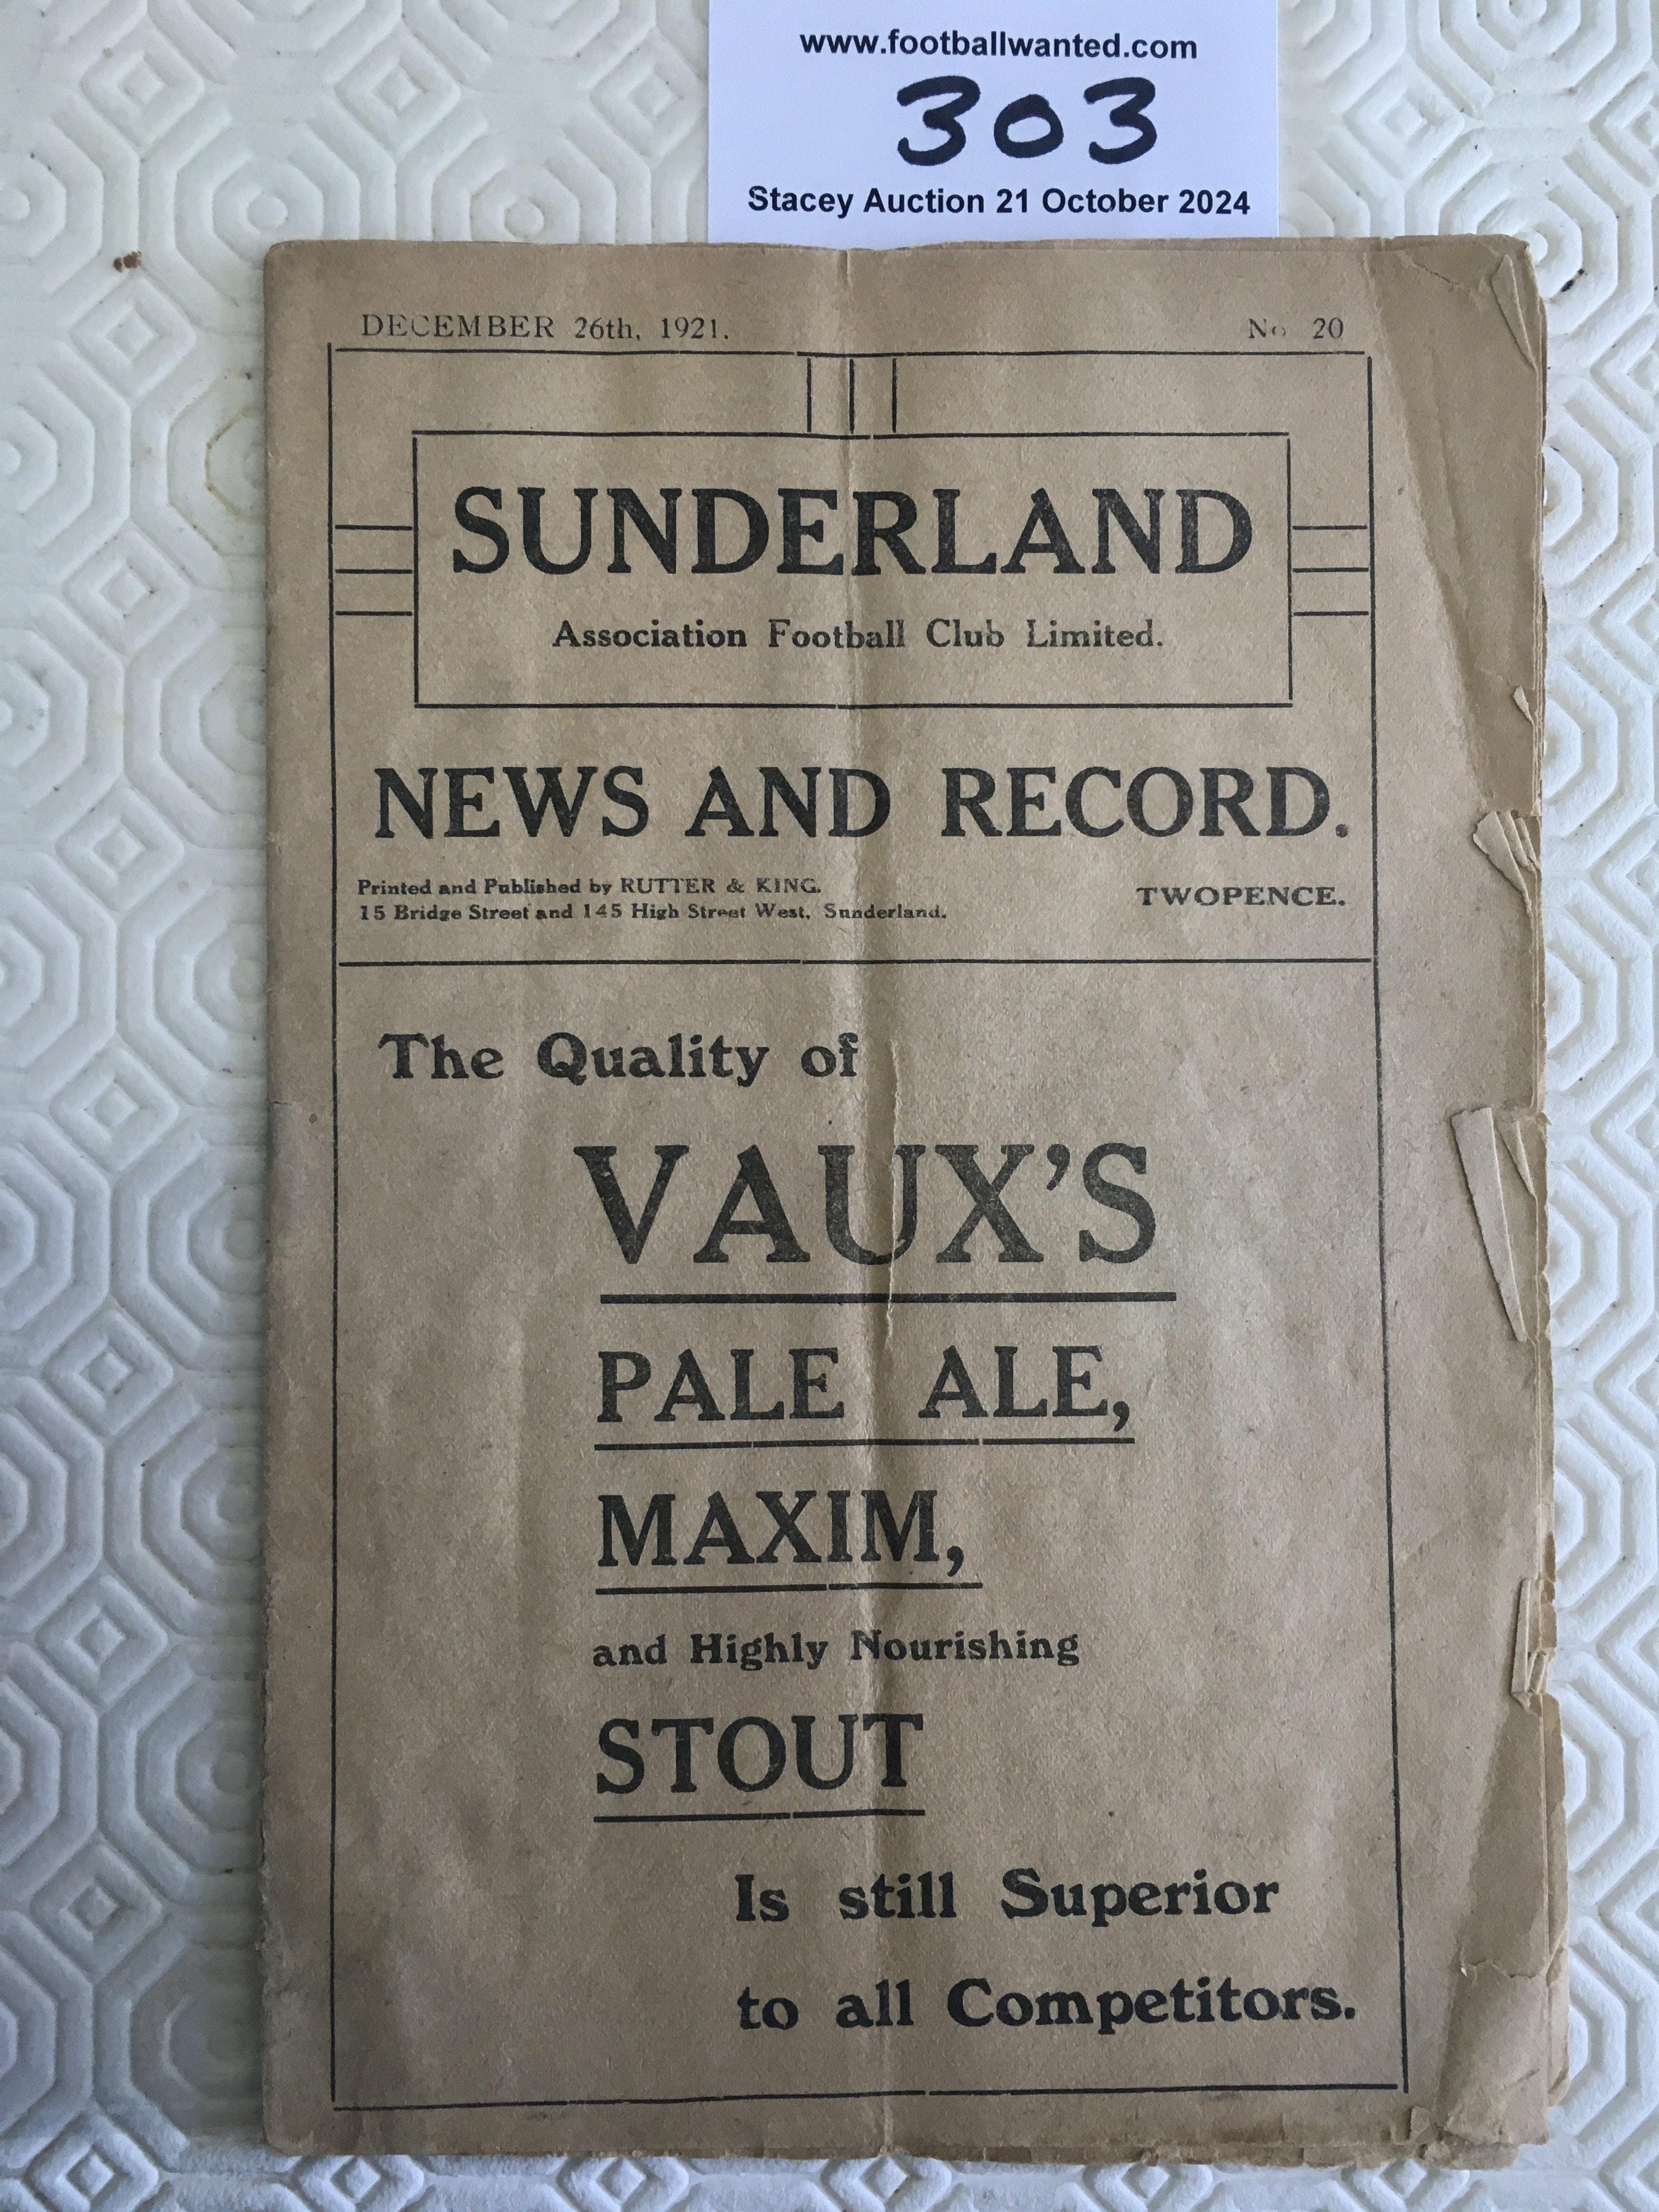 www.footballwanted.com
303
Stacey Auction 21 October 2024
DECEMBER 26th, 1921. No 20
SUNDERLAND
Association Football Club Limited.
NEWS AND RECORD.
Printed and Published by RUTTER & KING.
15 Bridge Street and 145 High Street West, Sunderland.
TWOPENCE.
The Quality of
VAUX'S
PALE ALE,
MAXIM,
and Highly Nourishing
STOUT
Is still Superior
to all Competitors.